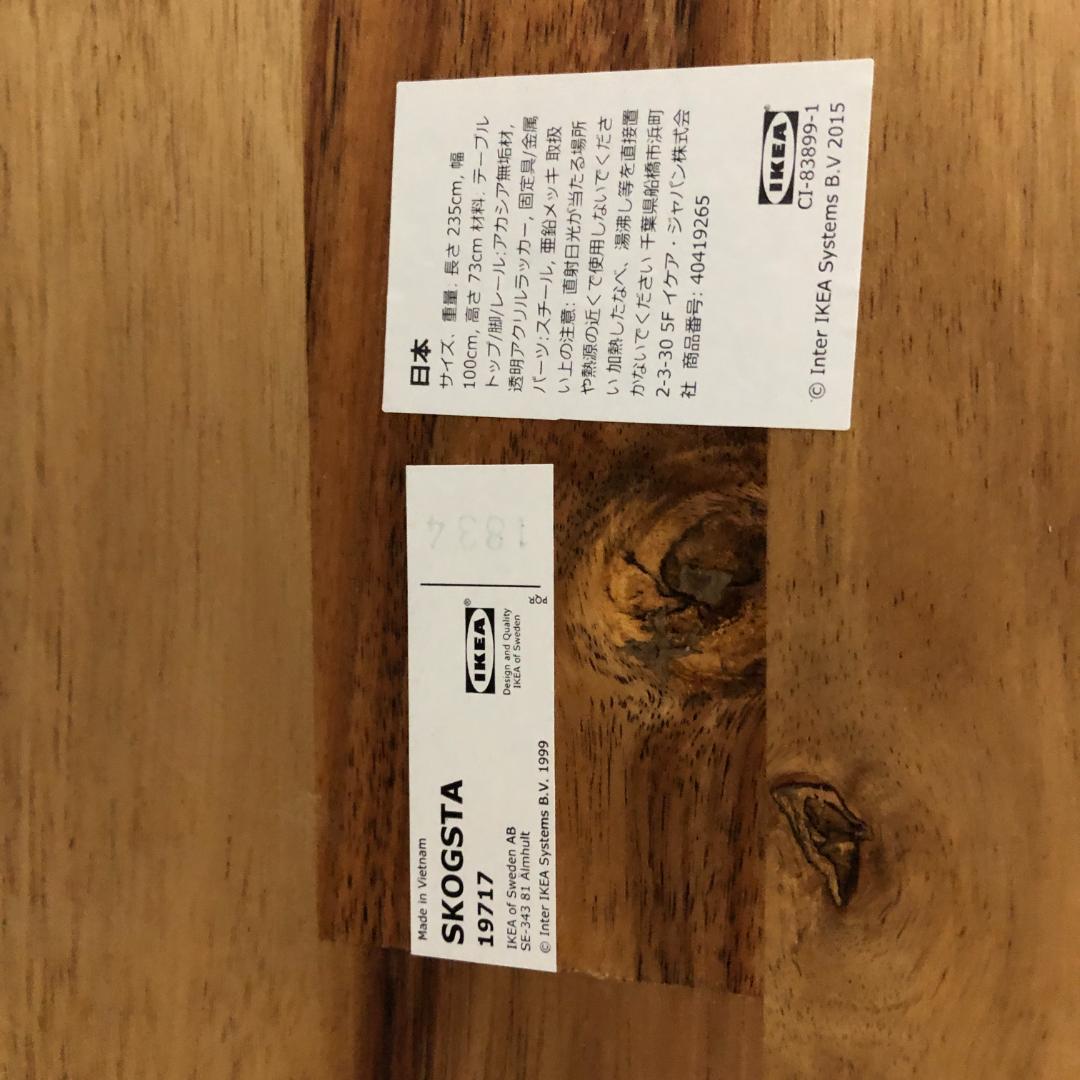 日本
サイズ、重量: 長さ 235cm, 幅
100cm, 高さ 73cm 材料: テーブル
トップ/脚/レール:アカシア無垢材,
透明アクリルラッカー, 固定具/金属
パーツ:スチール, 亜鉛メッキ 取扱
い上の注意: 直射日光が当たる場所
や熱源の近くで使用しないでくださ
い 加熱したなべ、湯沸し等を直接置
かないでください 千葉県船橋市浜町
2-3-30 5F イケア・ジャパン株式会
社 商品番号: 40419265
IKEA®
CI-83899-1
© Inter IKEA Systems B.V 2015
Made in Vietnam
SKOGSTA
19717
IKEA of Sweden AB
SE-343 81 Älmhult
© Inter IKEA Systems B.V. 1999
IKEA®
Design and Quality
IKEA of Sweden
1834